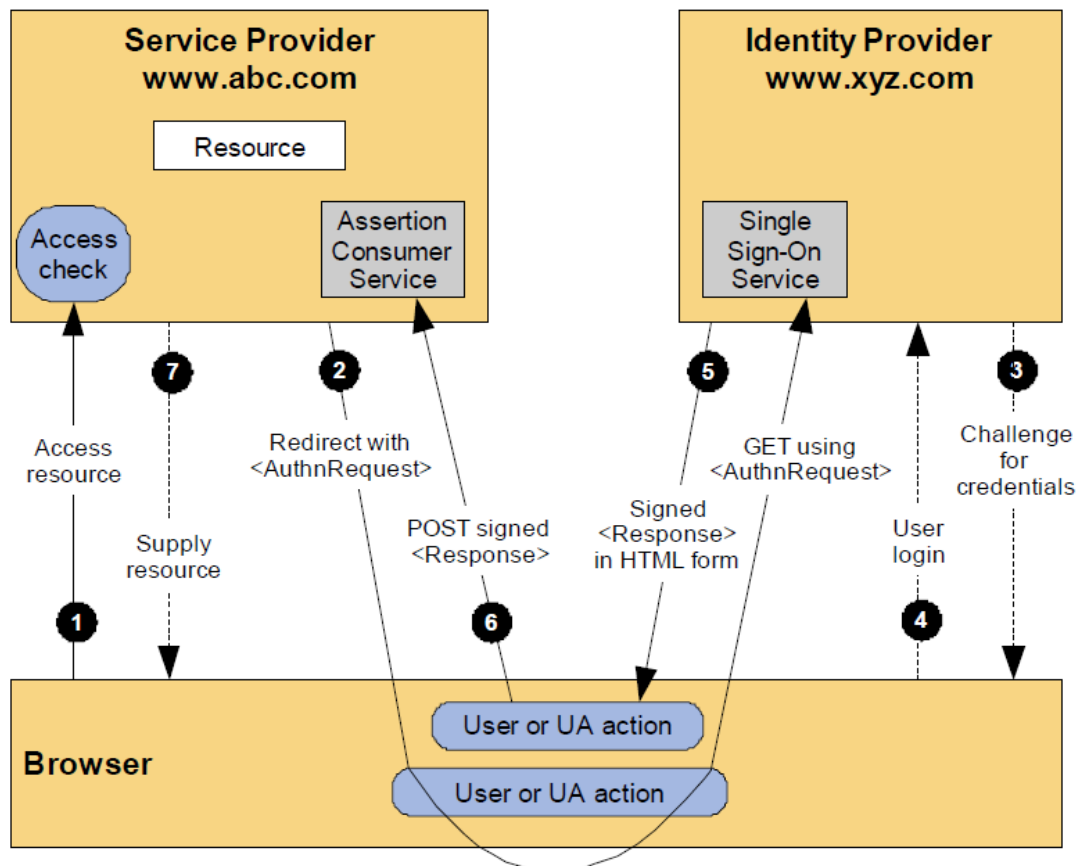 Service Provider
www.abc.com
Identity Provider
www.xyz.com
Resource
Access
check
Assertion
Consumer
Service
Single
Sign-On
Service
7
2
5
3
Access
resource
Redirect with
<AuthnRequest>
GET using
<AuthnRequest>
Challenge
for
credentials
Supply
resource
POST signed
<Response>
Signed
<Response>
in HTML form
User
login
1
6
4
User or UA action
Browser
User or UA action